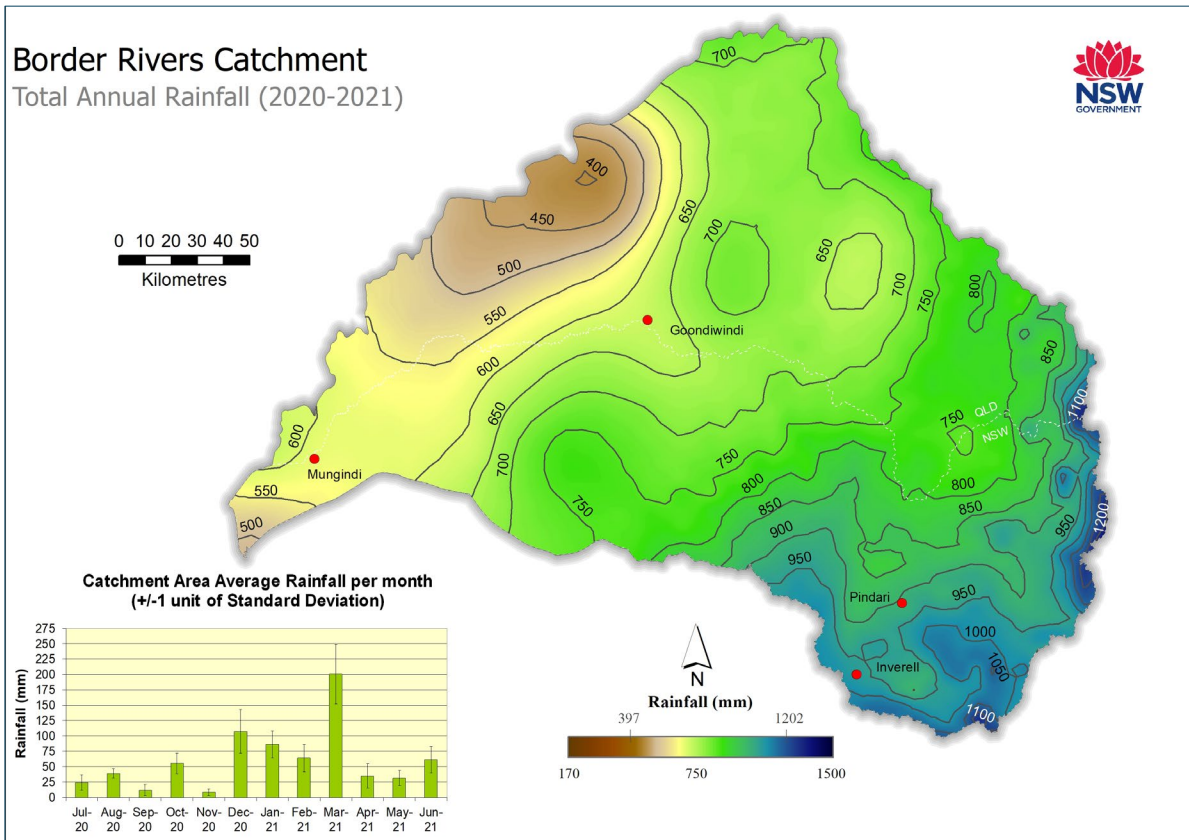 Border Rivers Catchment
Total Annual Rainfall (2020-2021)
NSW
GOVERNMENT
0 10 20 30 40 50
Kilometres
700
400
450
500
550
600
650
700
650
700
750
800
850
1100
Goondiwindi
QLD
NSW
750
600
Mungindi
550
500
650
700
750
750
800
850
900
950
800
850
950
1200
Pindari
950
1000
1050
Inverell
1100
Catchment Area Average Rainfall per month
(+/-1 unit of Standard Deviation)
Rainfall (mm)
275
250
225
200
175
150
125
100
75
50
25
0
Jul-20
Aug-20
Sep-20
Oct-20
Nov-20
Dec-20
Jan-21
Feb-21
Mar-21
Apr-21
May-21
Jun-21
N
Rainfall (mm)
397 1202
170 750 1500